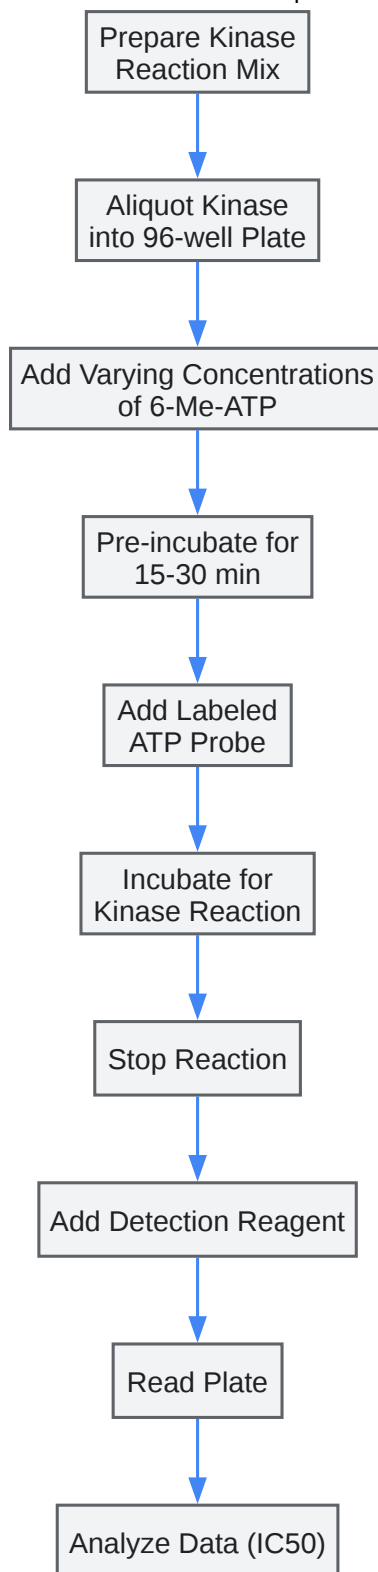 Prepare Kinase
Reaction Mix
Aliquot Kinase
into 96-well Plate
Add Varying Concentrations
of 6-Me-ATP
Pre-incubate for
15-30 min
Add Labeled
ATP Probe
Incubate for
Kinase Reaction
Stop Reaction
Add Detection Reagent
Read Plate
Analyze Data (IC50)